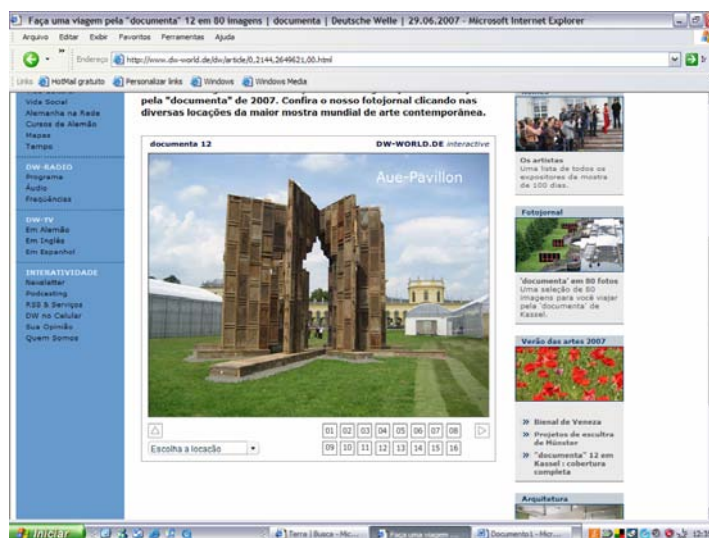 Faça uma viagem pela "documenta" 12 em 80 imagens | documenta | Deutsche Welle | 29.06.2007 - Microsoft Internet Explorer
Arquivo Editar Exibir Favoritos Ferramentas Ajuda
Endereço http://www.dw-world.de/dw/article/0,2144,2649621,00.html
Links HotMail gratuito Personalizar links Windows Windows Media
Vida Social
Alemanha na Rede
Cursos de Alemão
Mapas
Tempo
DW-RADIO
Programa
Áudio
Freqüências
DW-TV
Em Alemão
Em Inglês
Em Espanhol
INTERATIVIDADE
Newsletter
Podcasting
RSS & Serviços
DW no Celular
Sua Opinião
Quem Somos
pela "documenta" de 2007. Confira o nosso fotojornal clicando nas
diversas locações da maior mostra mundial de arte contemporânea.
documenta 12 DW-WORLD.DE interactive
Aue-Pavillon
01 02 03 04 05 06 07 08
Escolha a locação 09 10 11 12 13 14 15 16
Os artistas
Uma lista de todos os
expositores da mostra
de 100 dias.
Fotojornal
'documenta' em 80 fotos
Uma seleção de 80
imagens para você viajar
pela 'documenta' de
Kassel.
Verão das artes 2007
» Bienal de Veneza
» Projetos de escultra
de Münster
» "documenta" 12 em
Kassel: cobertura
completa
Arquitetura
Iniciar Terra | Busca - Mic... Faça uma viagem ... Documento1 - Micr...